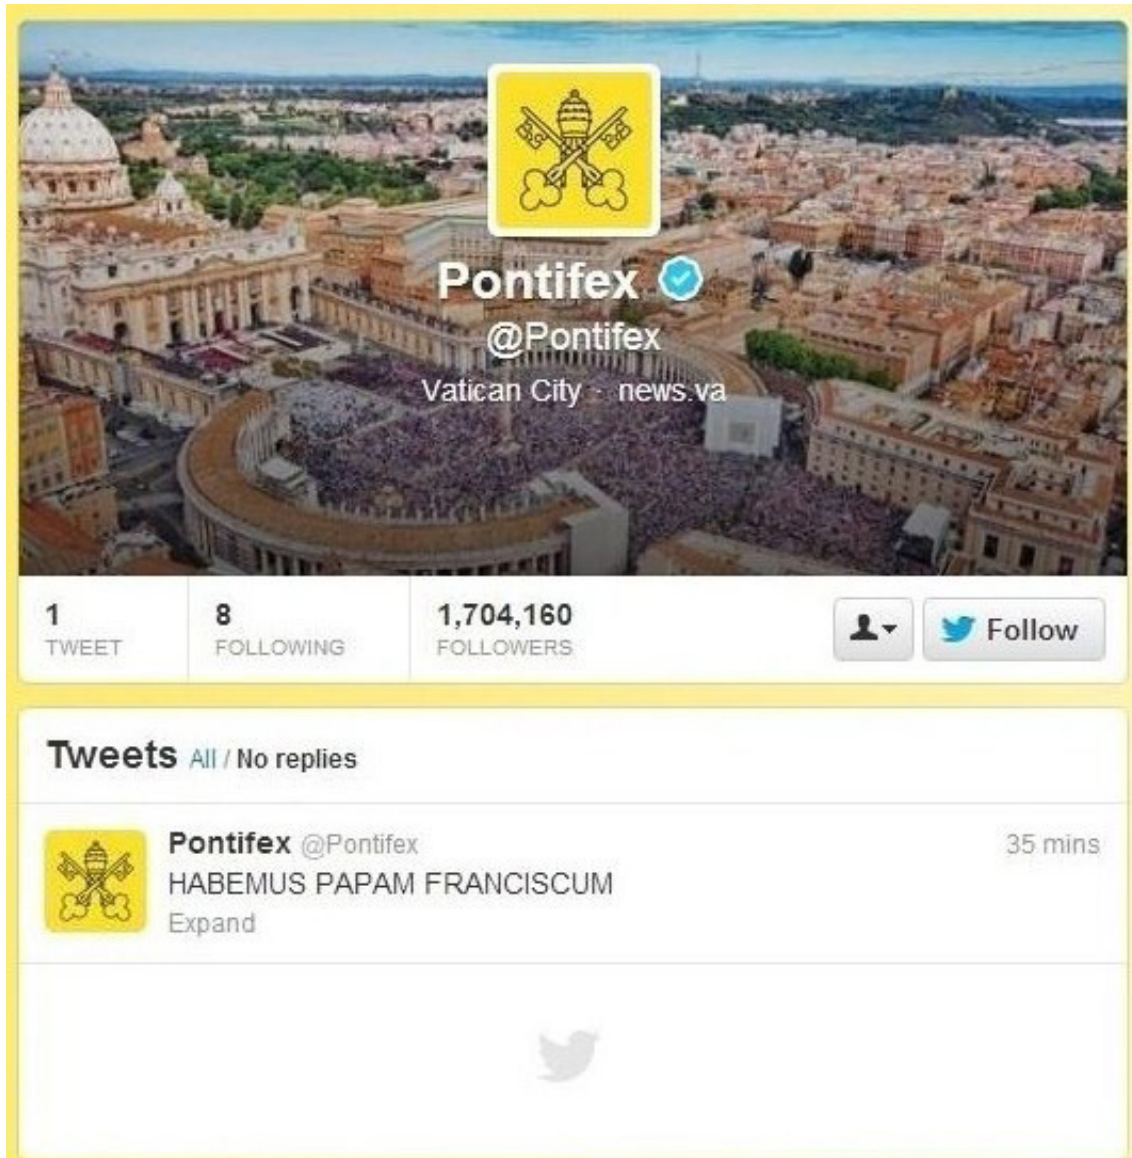 Pontifex
@Pontifex
Vatican City · news.va
1 8 1,704,160
TWEET FOLLOWING FOLLOWERS
Follow
Tweets All / No replies
Pontifex @Pontifex 35 mins
HABEMUS PAPAM FRANCISCUM
Expand